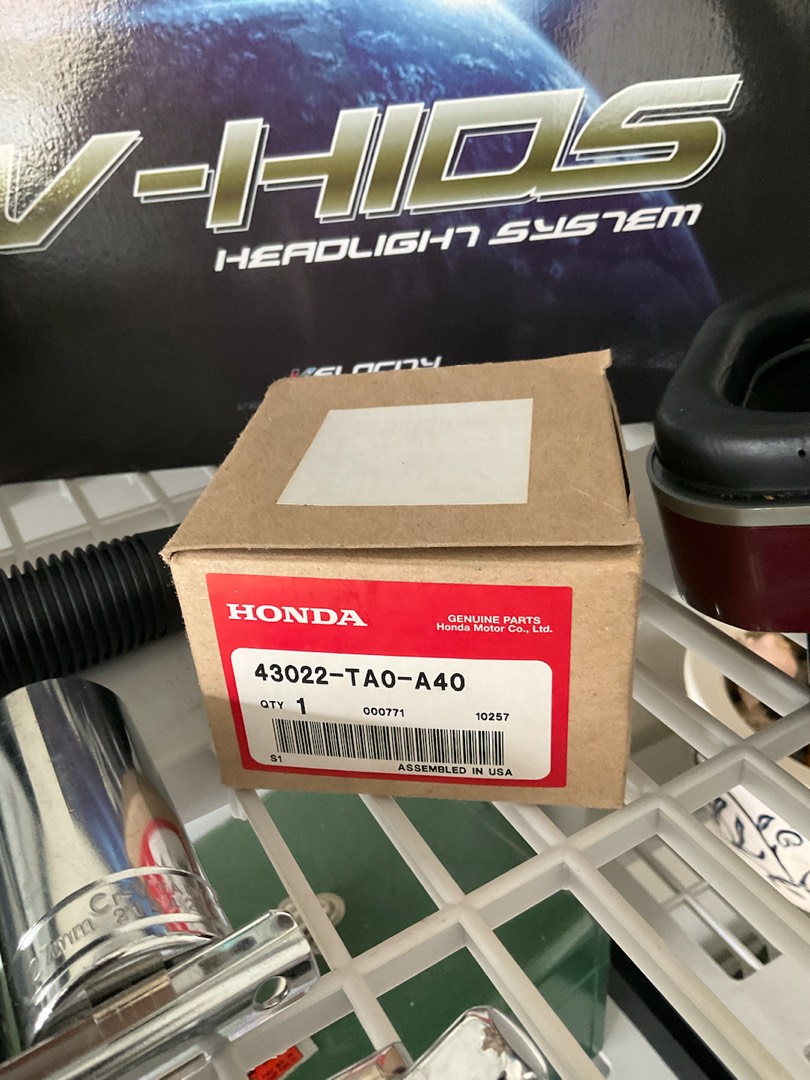 V-HIDS
HEADLIGHT SYSTEM
VELOCITY
HONDA
GENUINE PARTS
Honda Motor Co., Ltd.
43022-TA0-A40
QTY 1 000771 10257
S1
ASSEMBLED IN USA